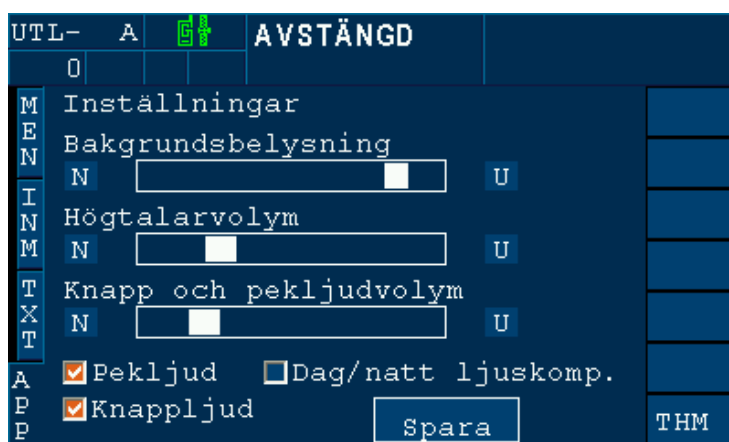 UTL- A AVSTÄNGD
0
MEN
INM
TXT
APP
Inställningar
Bakgrundsbelysning
N U
Högtalarvolym
N U
Knapp och pekljudvolym
N U
Pekljud Dag/natt ljuskomp.
Knappljud
Spara
THM